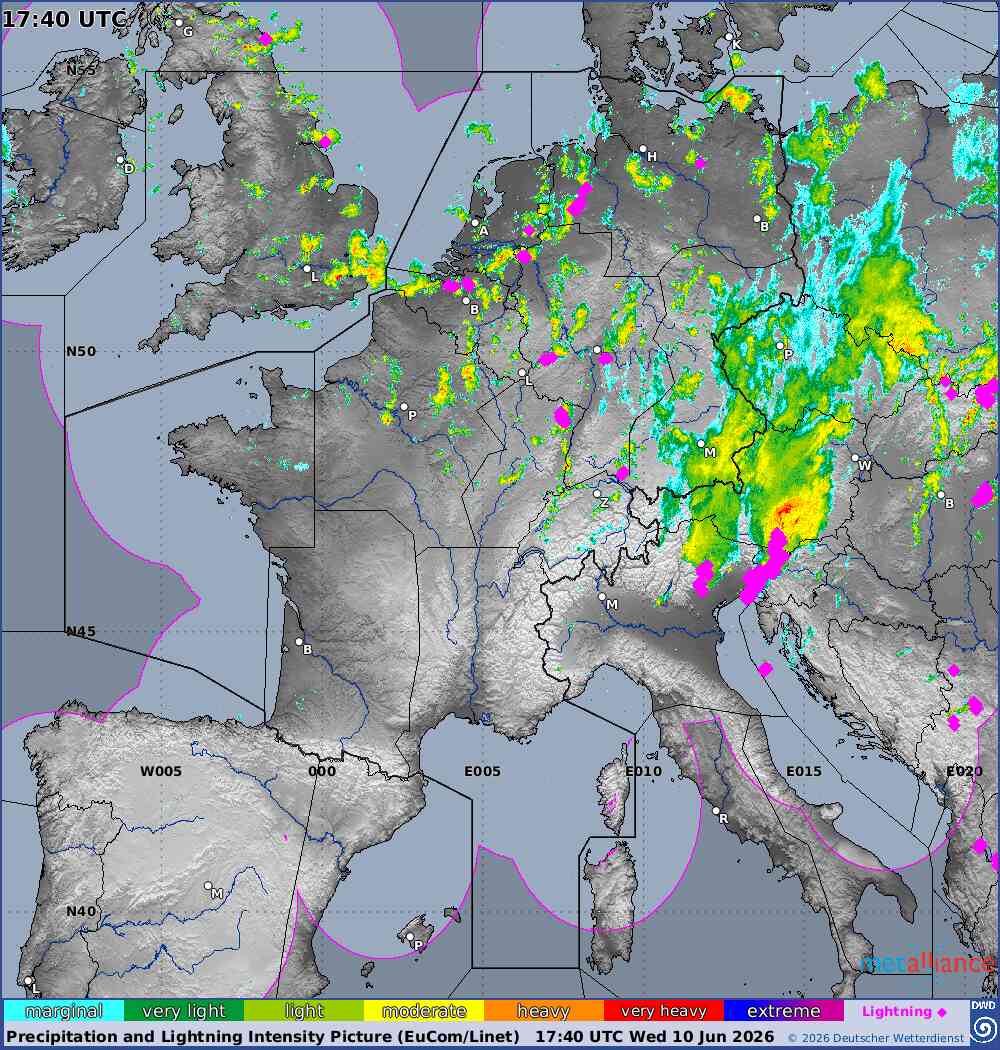 17:40 UTC
G
K
N55
H
D
A
B
L
B
N50
P
L
P
M
W
Z
B
M
N45
B
W005
000
E005
E010
E015
E020
R
M
N40
P
metalliance
L
marginal very light light moderate heavy very heavy extreme Lightning ◆
DWD
Precipitation and Lightning Intensity Picture (EuCom/Linet) 17:40 UTC Wed 10 Jun 2026 © 2026 Deutscher Wetterdienst